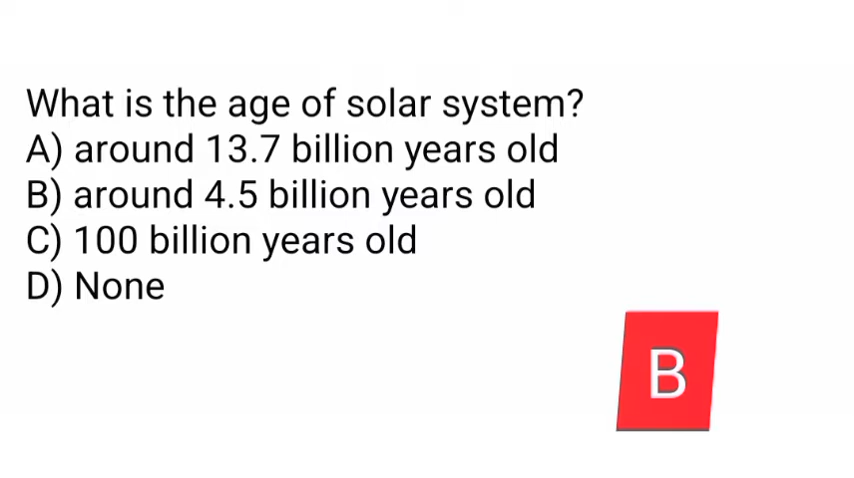 What is the age of solar system?
A) around 13.7 billion years old
B) around 4.5 billion years old
C) 100 billion years old
D) None
B